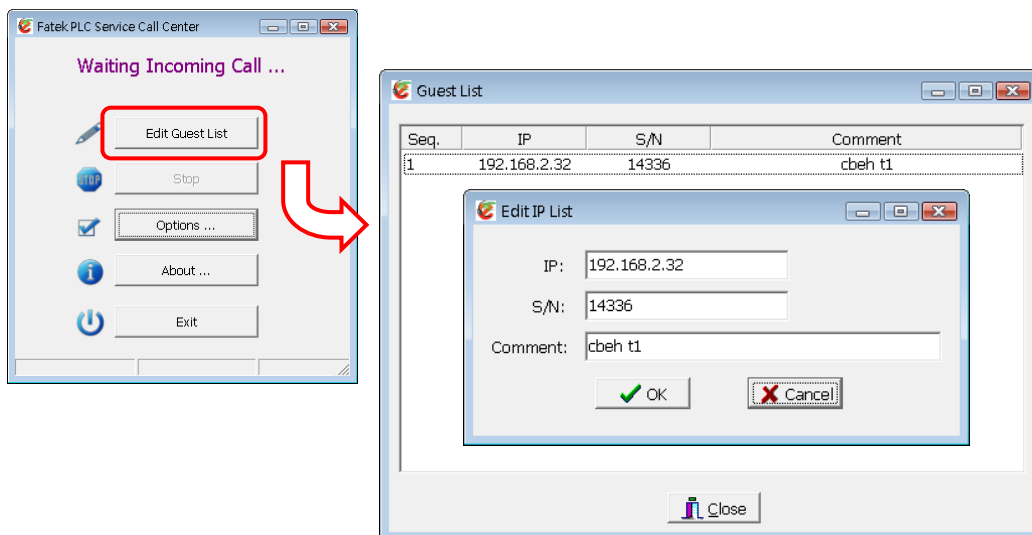 Fatek PLC Service Call Center
Waiting Incoming Call ...
Edit Guest List
STOP
Stop
Options ...
About ...
Exit
Guest List
Seq. IP S/N Comment
1 192.168.2.32 14336 cbeh t1
Edit IP List
IP: 192.168.2.32
S/N: 14336
Comment: cbeh t1
OK Cancel
Close